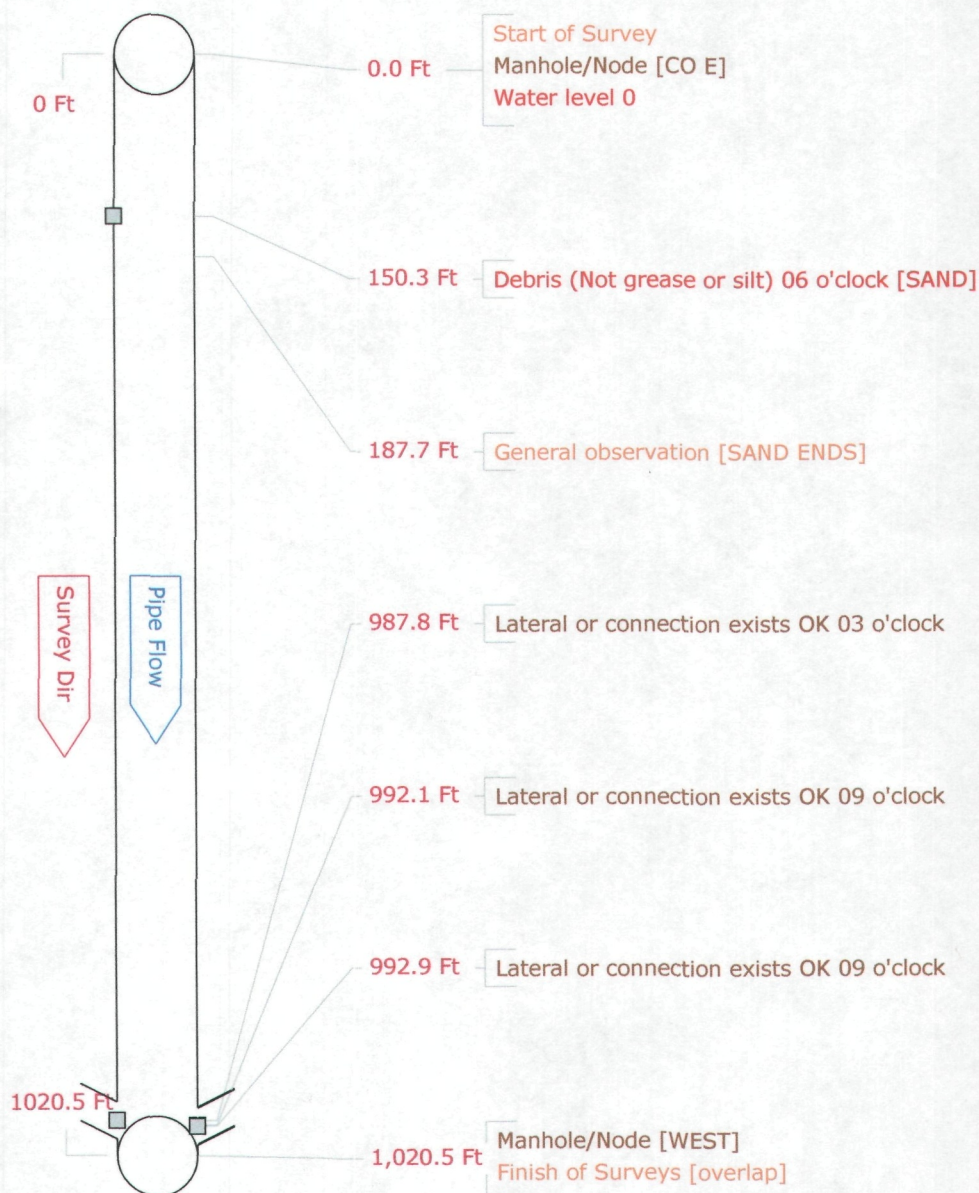 Start of Survey
0.0 Ft
Manhole/Node [CO E]
Water level 0
0 Ft
150.3 Ft
Debris (Not grease or silt) 06 o'clock [SAND]
187.7 Ft
General observation [SAND ENDS]
Survey Dir
Pipe Flow
987.8 Ft
Lateral or connection exists OK 03 o'clock
992.1 Ft
Lateral or connection exists OK 09 o'clock
992.9 Ft
Lateral or connection exists OK 09 o'clock
1020.5 Ft
1,020.5 Ft
Manhole/Node [WEST]
Finish of Surveys [overlap]